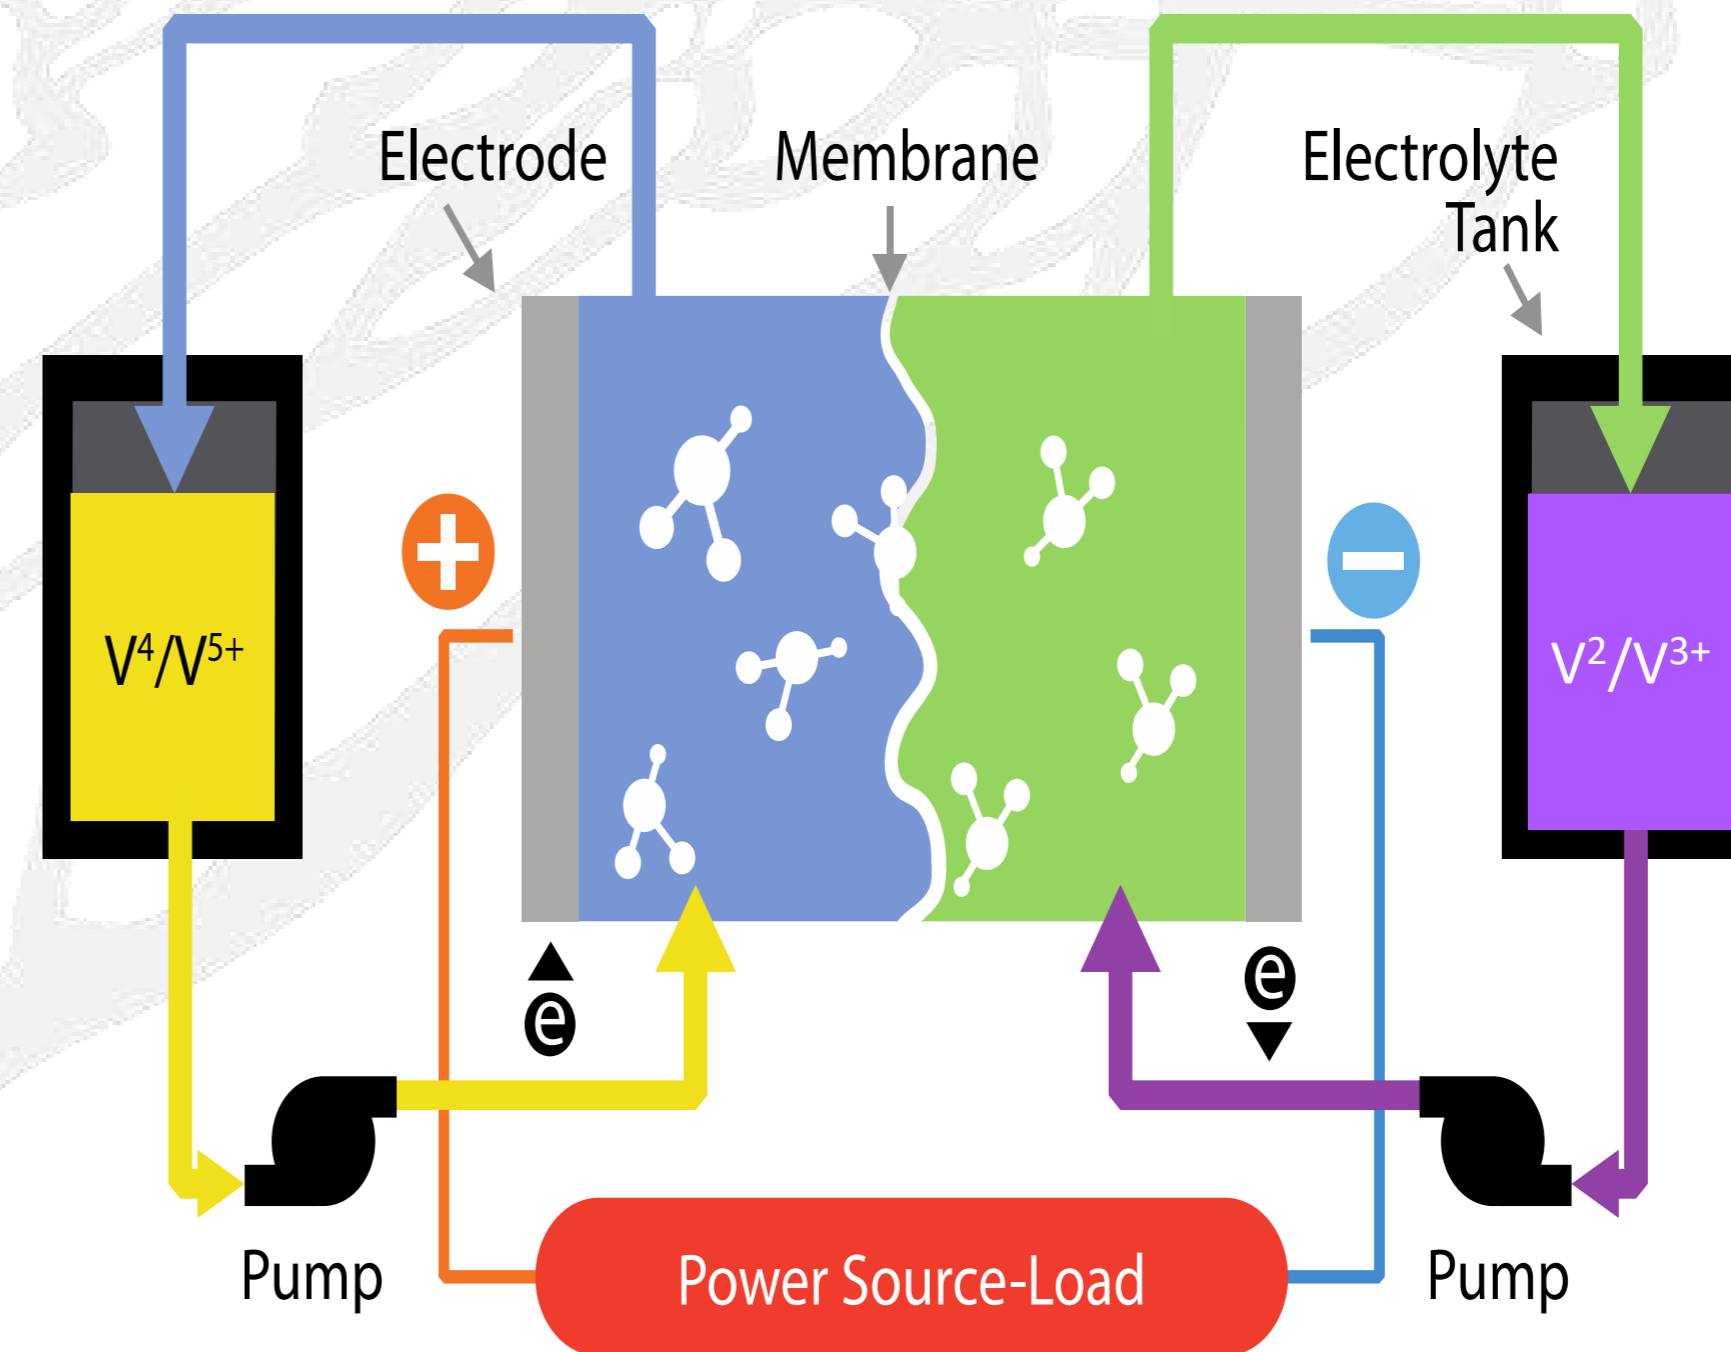 Electrode
Membrane
Electrolyte
Tank
+
−
V⁴/V⁵⁺
V²/V³⁺
e
e
Pump
Power Source-Load
Pump